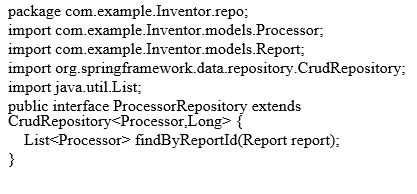 package com.example.Inventor.repo;
import com.example.Inventor.models.Processor;
import com.example.Inventor.models.Report;
import org.springframework.data.repository.CrudRepository;
import java.util.List;
public interface ProcessorRepository extends
CrudRepository<Processor,Long> {
    List<Processor> findByReportId(Report report);
}